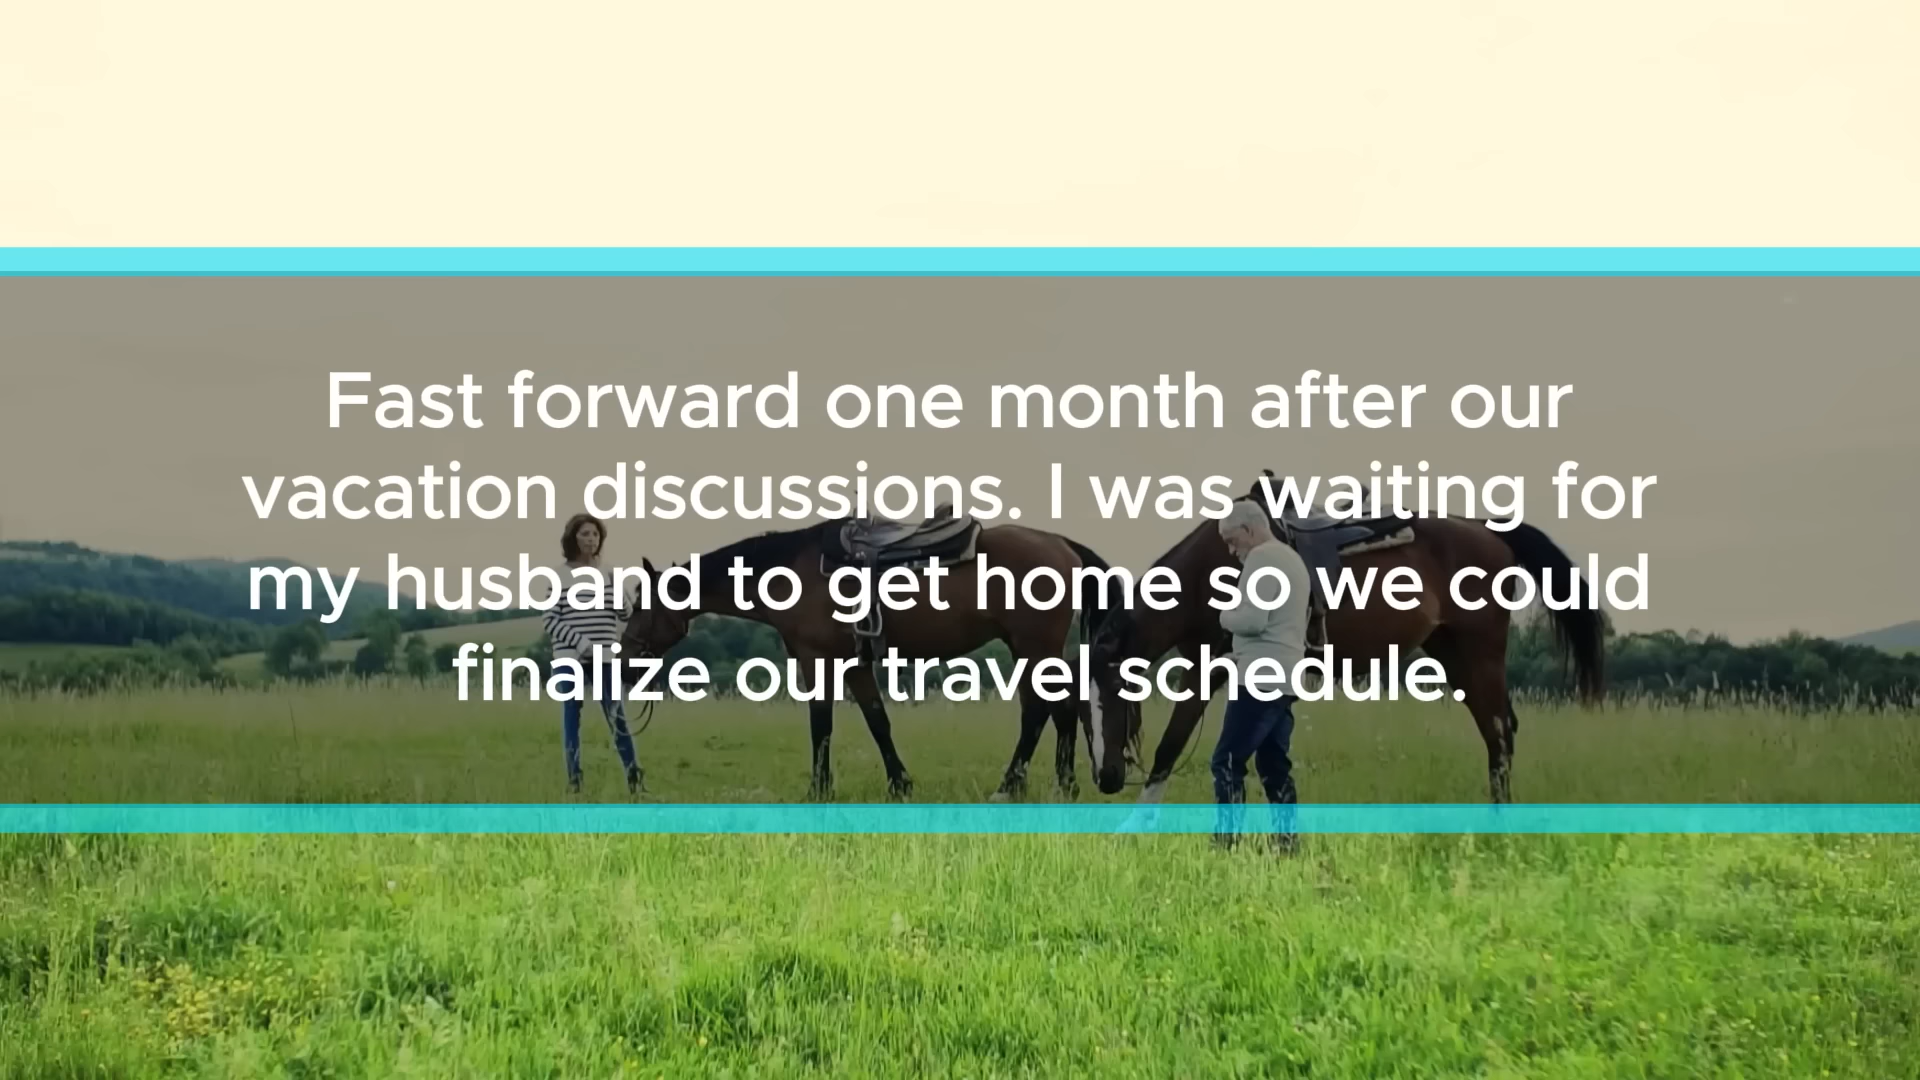 Fast forward one month after our
vacation discussions. I was waiting for
my husband to get home so we could
finalize our travel schedule.